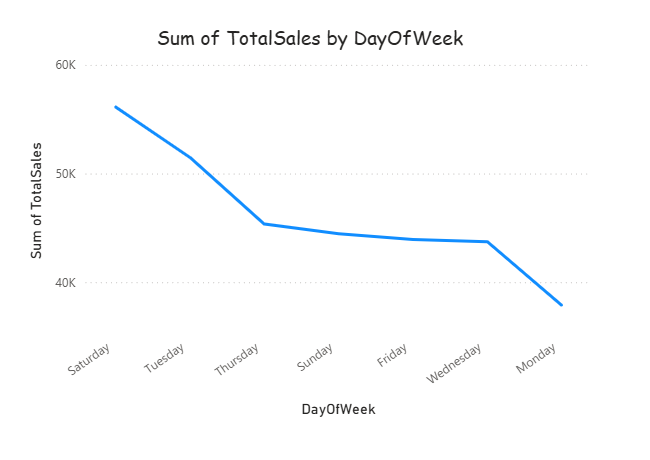 Sum of TotalSales by DayOfWeek
60K
50K
40K
Sum of TotalSales
Saturday
Tuesday
Thursday
Sunday
Friday
Wednesday
Monday
DayOfWeek